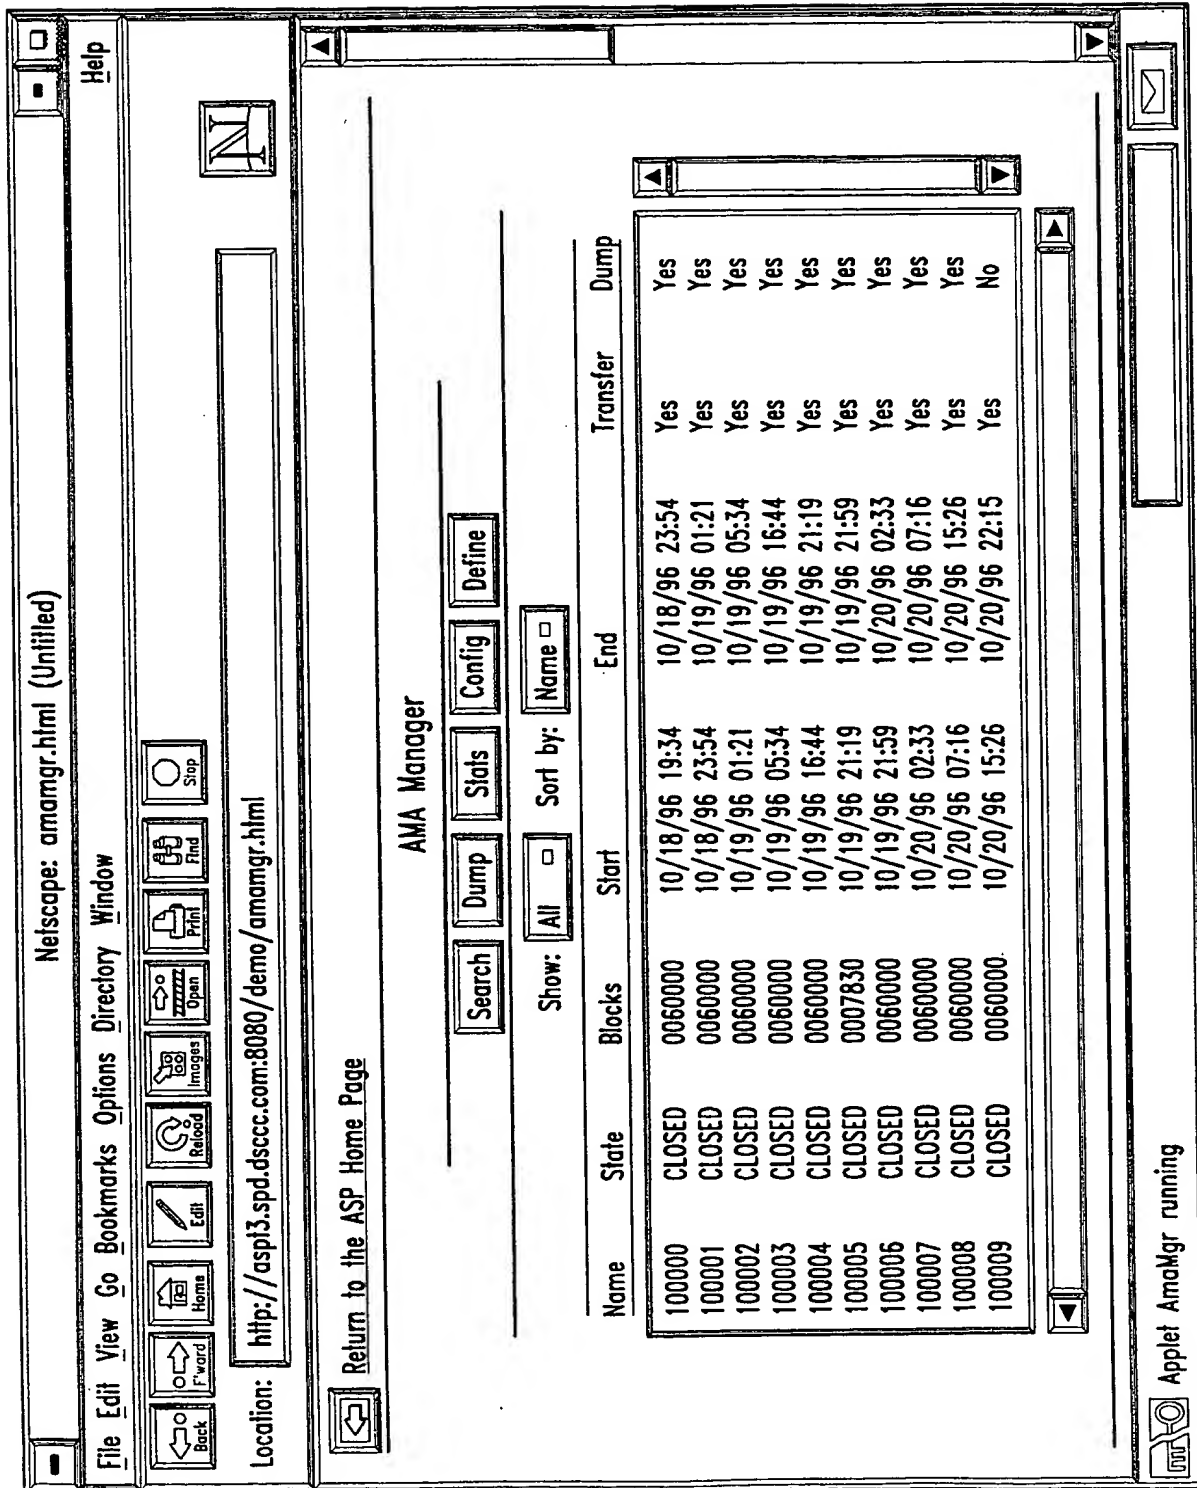 Netscape: amamgr.html (Untitled)
File Edit View Go Bookmarks Options Directory Window Help
Back F'ward Home Edit Reload Images Open Print Find Stop
Location: http://aspt3.spd.dsccc.com:8080/demo/amamgr.html
N
Return to the ASP Home Page
AMA Manager
Search Dump Stats Config Define
Show: All Sort by: Name
Name State Blocks Start End Transfer Dump
100000 CLOSED 0060000 10/18/96 19:34 10/18/96 23:54 Yes Yes
100001 CLOSED 0060000 10/18/96 23:54 10/19/96 01:21 Yes Yes
100002 CLOSED 0060000 10/19/96 01:21 10/19/96 05:34 Yes Yes
100003 CLOSED 0060000 10/19/96 05:34 10/19/96 16:44 Yes Yes
100004 CLOSED 0060000 10/19/96 16:44 10/19/96 21:19 Yes Yes
100005 CLOSED 0007830 10/19/96 21:19 10/19/96 21:59 Yes Yes
100006 CLOSED 0060000 10/19/96 21:59 10/20/96 02:33 Yes Yes
100007 CLOSED 0060000 10/20/96 02:33 10/20/96 07:16 Yes Yes
100008 CLOSED 0060000 10/20/96 07:16 10/20/96 15:26 Yes Yes
100009 CLOSED 0060000 10/20/96 15:26 10/20/96 22:15 Yes No
Applet AmaMgr running